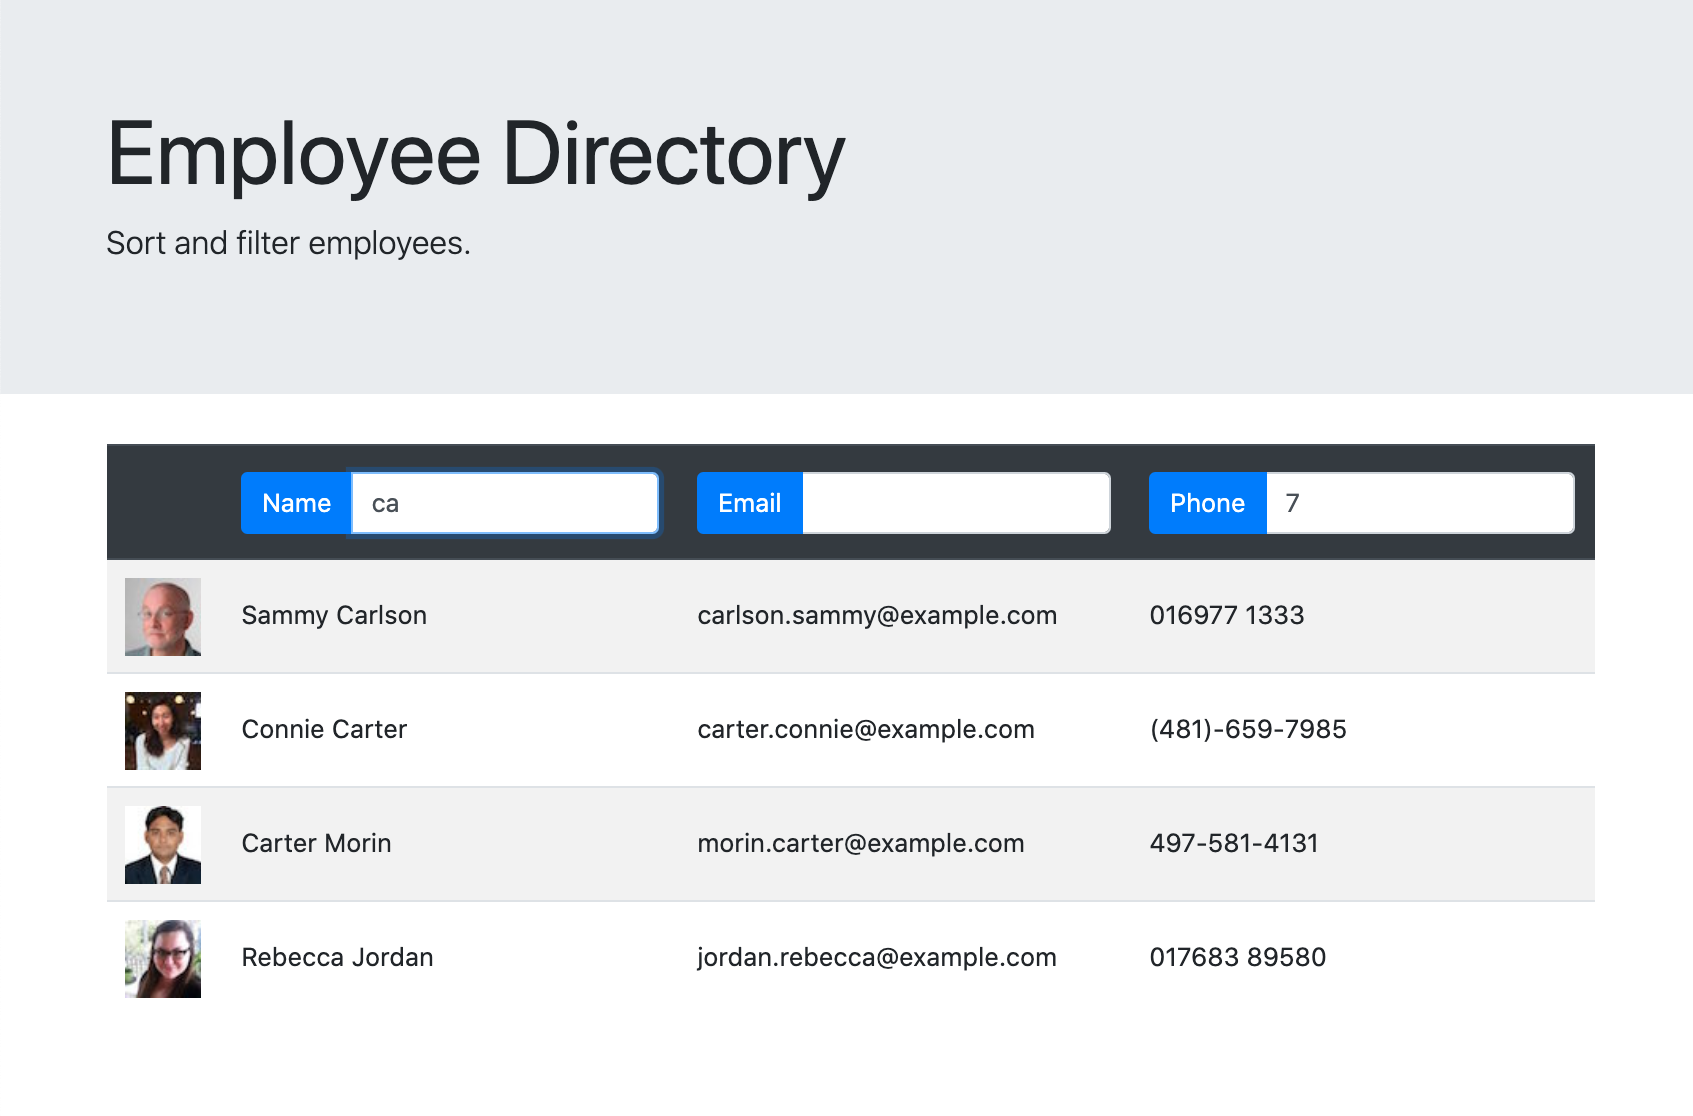 Employee Directory
Sort and filter employees.
Name ca Email Phone 7
Sammy Carlson carlson.sammy@example.com 016977 1333
Connie Carter carter.connie@example.com (481)-659-7985
Carter Morin morin.carter@example.com 497-581-4131
Rebecca Jordan jordan.rebecca@example.com 017683 89580